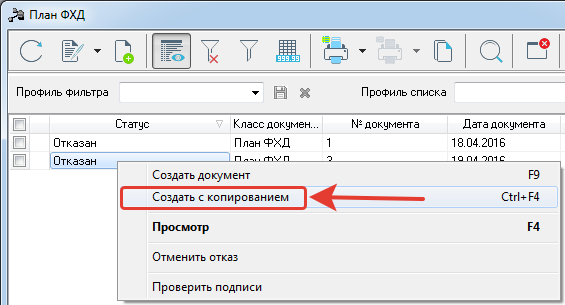 План ФХД
Профиль фильтра Профиль списка
Статус Класс докумен... № документа Дата документа
Отказан План ФХД 1 18.04.2016
Отказан План ФХД 3 19.04.2016
Создать документ F9
Создать с копированием Ctrl+F4
Просмотр F4
Отменить отказ
Проверить подписи